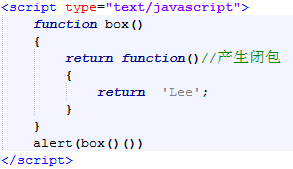 <script type="text/javascript">
function box()
{
return function()//产生闭包
{
return 'Lee';
}
}
alert(box()())
</script>